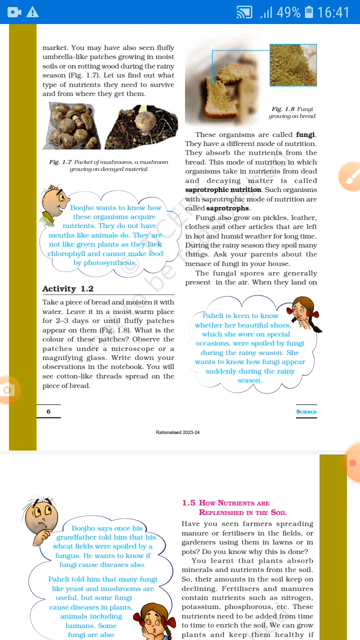 49% 16:41
market. You may have also seen fluffy
umbrella-like patches growing in moist
soils or on rotting wood during the rainy
season (Fig. 1.7). Let us find out what
type of nutrients they need to survive
and from where they get them.
Fig. 1.7 Packet of mushrooms, a mushroom
growing on decayed material
Boojho wants to know how
these organisms acquire
nutrients. They do not have
mouths like animals do. They are
not like green plants as they lack
chlorophyll and cannot make food
by photosynthesis.
Activity 1.2
Take a piece of bread and moisten it with
water. Leave it in a moist warm place
for 2–3 days or until fluffy patches
appear on them (Fig. 1.8). What is the
colour of these patches? Observe the
patches under a microscope or a
magnifying glass. Write down your
observations in the notebook. You will
see cotton-like threads spread on the
piece of bread.
Fig. 1.8 Fungi
growing on bread
These organisms are called fungi.
They have a different mode of nutrition.
They absorb the nutrients from the
bread. This mode of nutrition in which
organisms take in nutrients from dead
and decaying matter is called
saprotrophic nutrition. Such organisms
with saprotrophic mode of nutrition are
called saprotrophs.
Fungi also grow on pickles, leather,
clothes and other articles that are left
in hot and humid weather for long time.
During the rainy season they spoil many
things. Ask your parents about the
menace of fungi in your house.
The fungal spores are generally
present in the air. When they land on
Paheli is keen to know
whether her beautiful shoes,
which she wore on special
occasions, were spoiled by fungi
during the rainy season. She
wants to know how fungi appear
suddenly during the rainy
season.
6
SCIENCE
Rationalised 2023-24
Boojho says once his
grandfather told him that his
wheat fields were spoiled by a
fungus. He wants to know if
fungi cause diseases also.
Paheli told him that many fungi
like yeast and mushrooms are
useful, but some fungi
cause diseases in plants,
animals including
humans. Some
fungi are also
1.5 HOW NUTRIENTS ARE
REPLENISHED IN THE SOIL
Have you seen farmers spreading
manure or fertilisers in the fields, or
gardeners using them in lawns or in
pots? Do you know why this is done?
You learnt that plants absorb
minerals and nutrients from the soil.
So, their amounts in the soil keep on
declining. Fertilisers and manures
contain nutrients such as nitrogen,
potassium, phosphorous, etc. These
nutrients need to be added from time
to time to enrich the soil. We can grow
plants and keep them healthy if